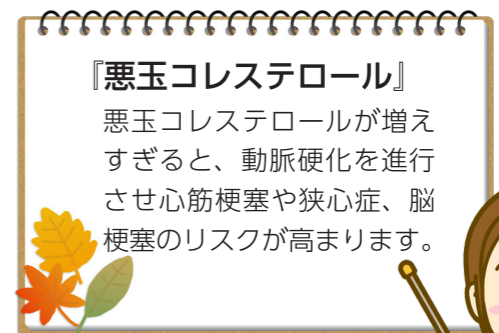 『悪玉コレステロール』
悪玉コレステロールが増え
すぎると、動脈硬化を進行
させ心筋梗塞や狭心症、脳
梗塞のリスクが高まります。